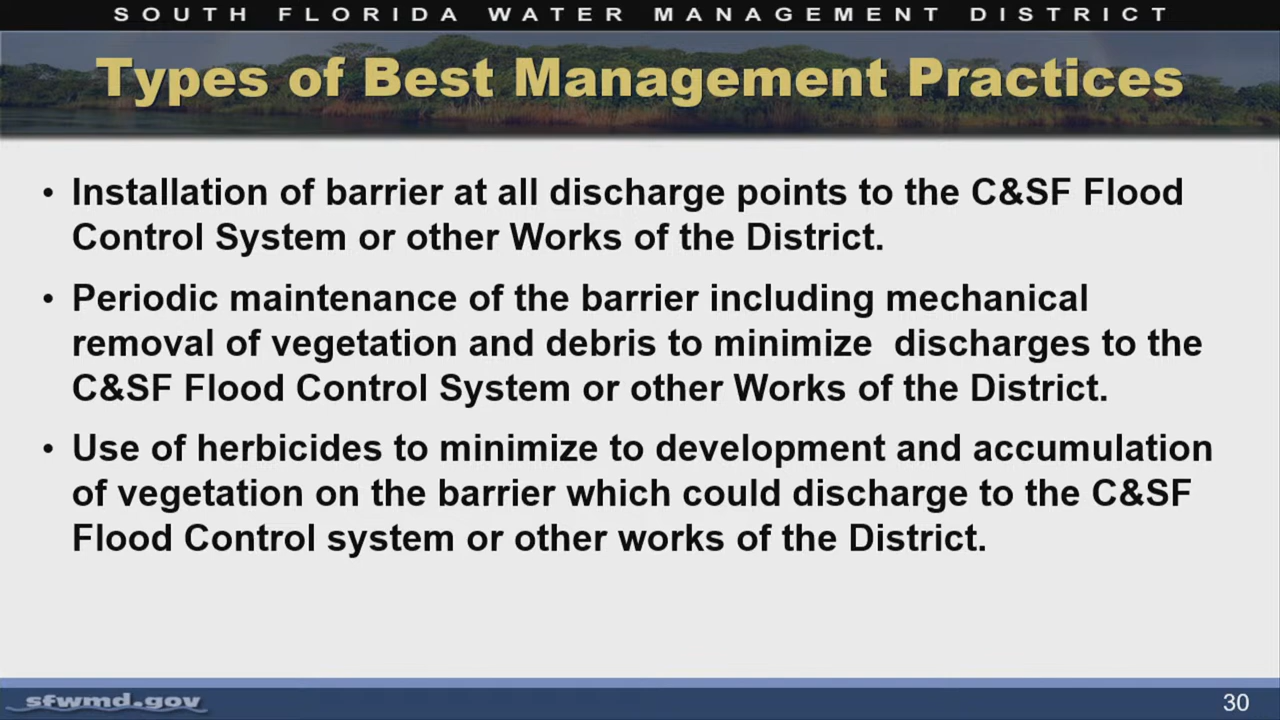 SOUTH FLORIDA WATER MANAGEMENT DISTRICT
Types of Best Management Practices
• Installation of barrier at all discharge points to the C&SF Flood
Control System or other Works of the District.
• Periodic maintenance of the barrier including mechanical
removal of vegetation and debris to minimize  discharges to the
C&SF Flood Control System or other Works of the District.
• Use of herbicides to minimize to development and accumulation
of vegetation on the barrier which could discharge to the C&SF
Flood Control system or other works of the District.
sfwmd.gov
30